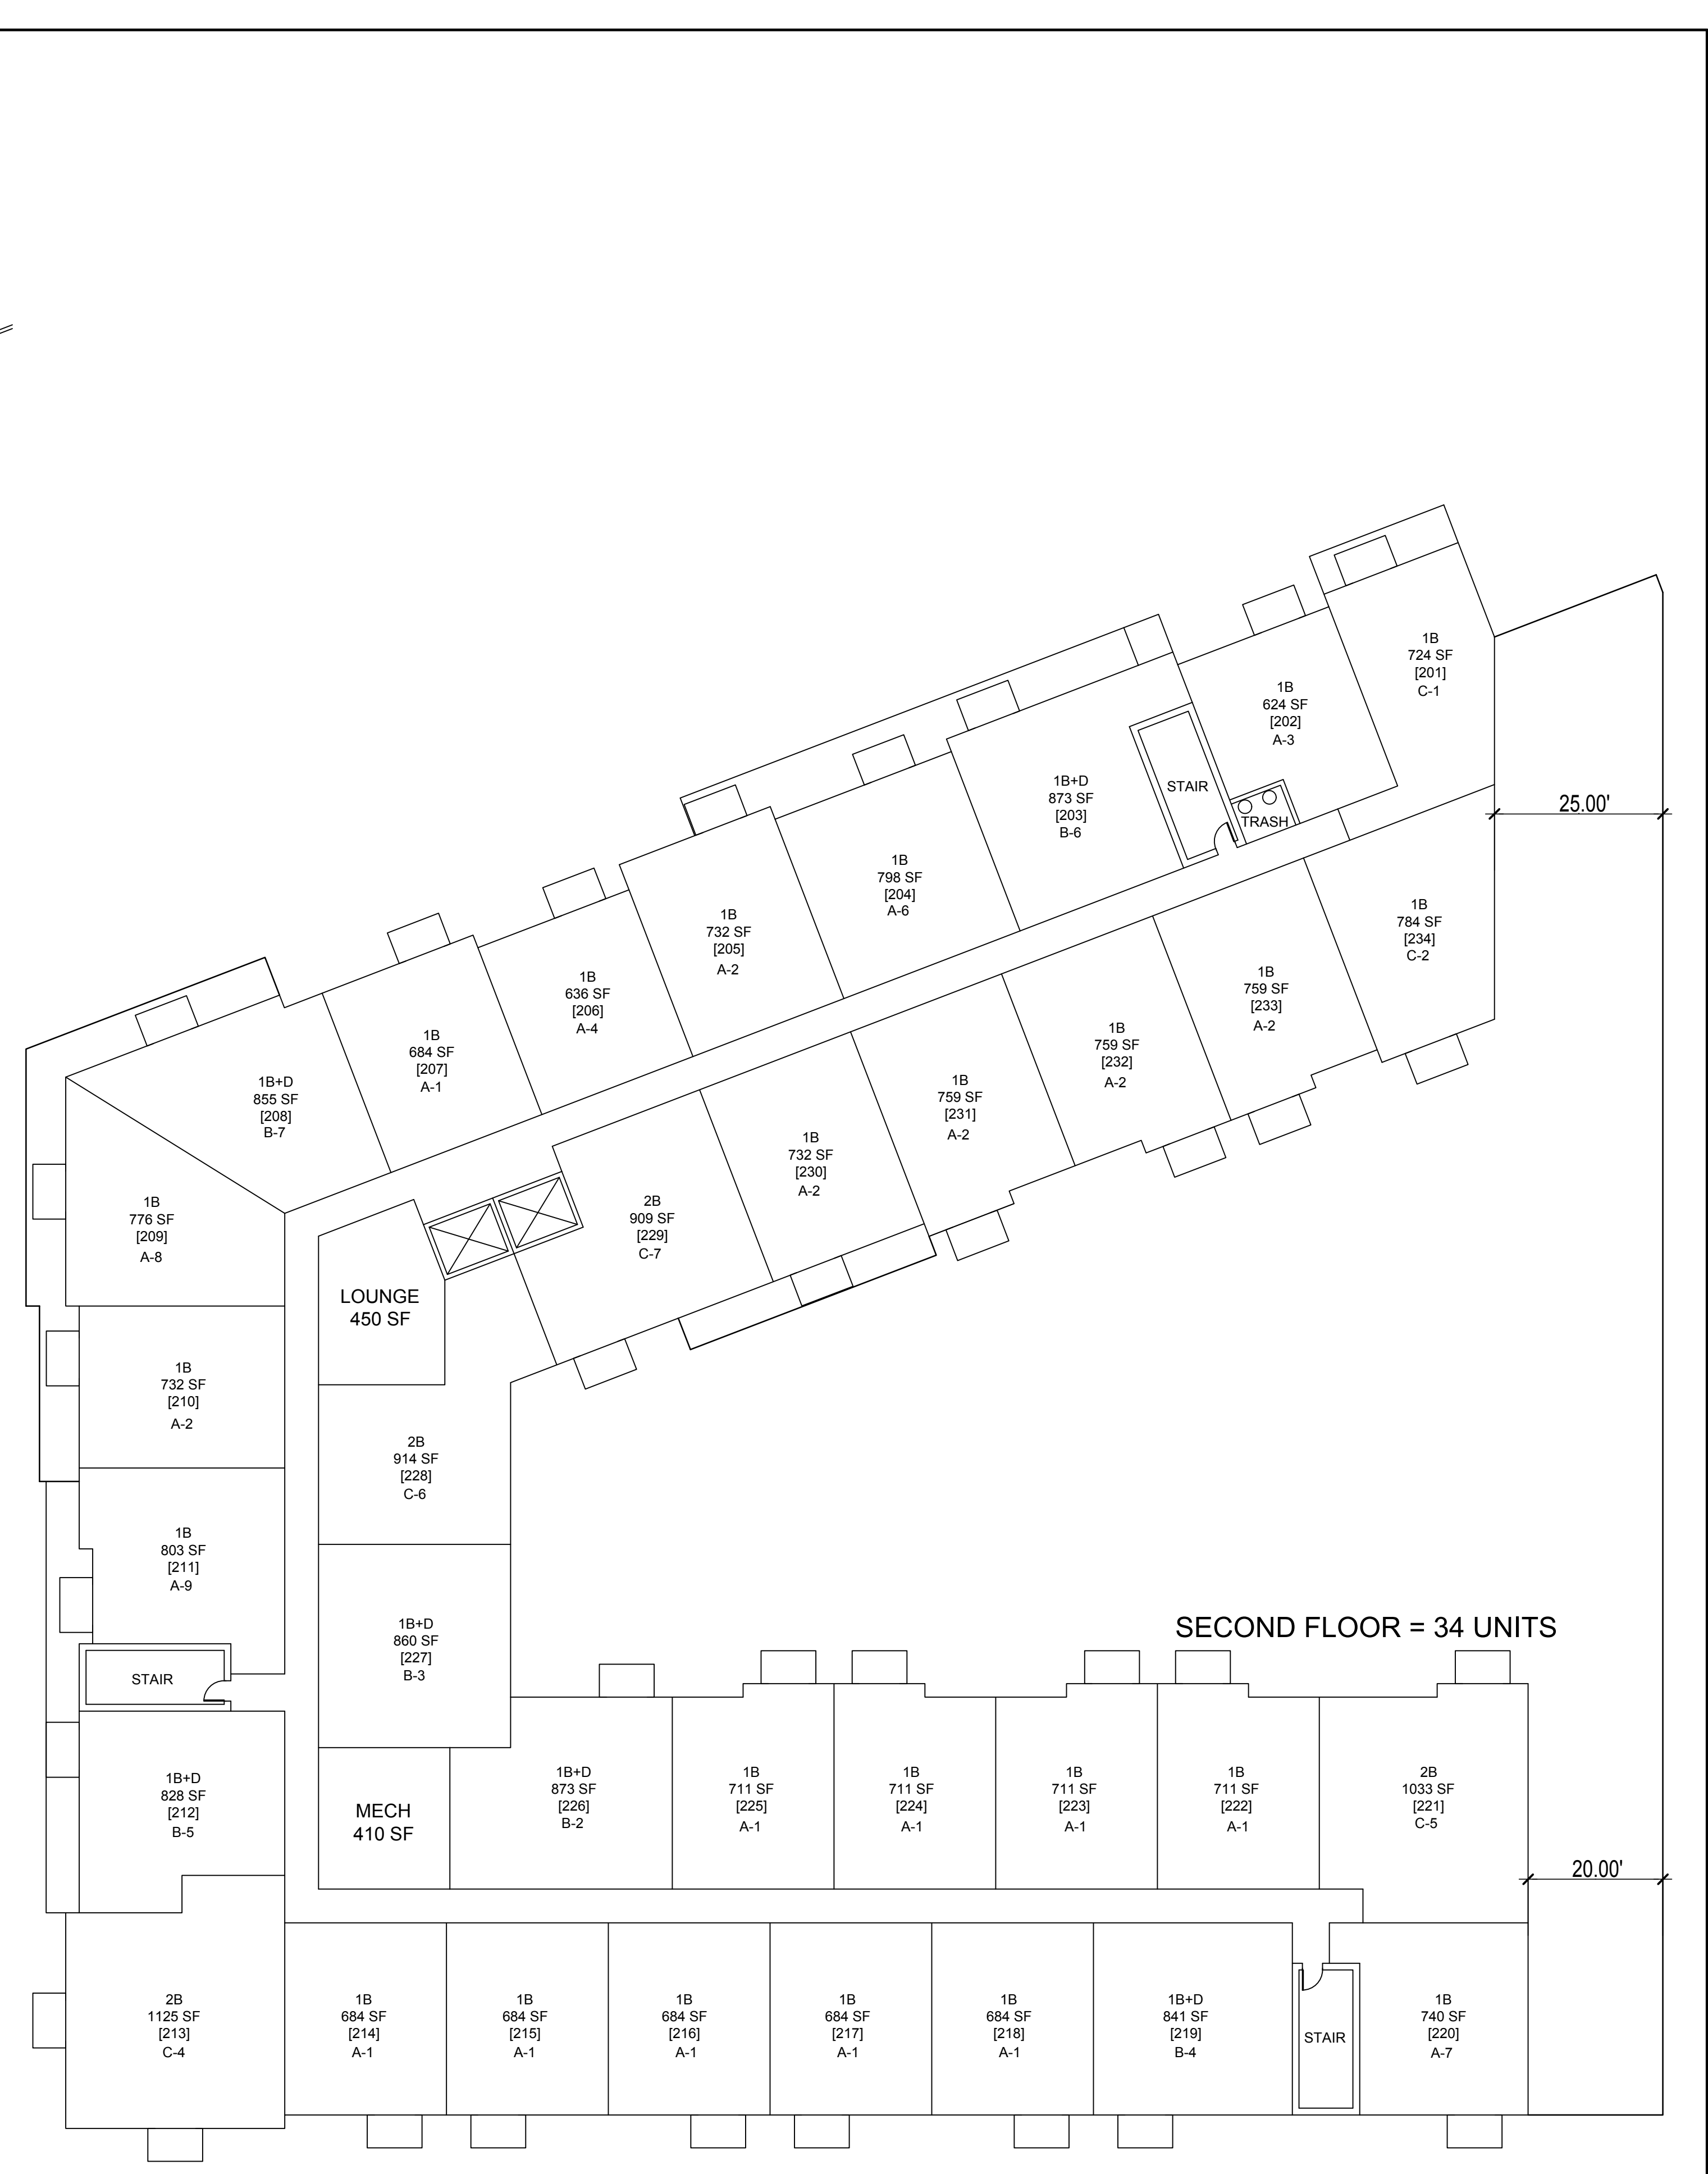 1B
724 SF
[201]
C-1
1B
624 SF
[202]
A-3
STAIR
TRASH
1B+D
873 SF
[203]
B-6
25.00'
1B
798 SF
[204]
A-6
1B
732 SF
[205]
A-2
1B
636 SF
[206]
A-4
1B
684 SF
[207]
A-1
1B+D
855 SF
[208]
B-7
1B
784 SF
[234]
C-2
1B
759 SF
[233]
A-2
1B
759 SF
[232]
A-2
1B
759 SF
[231]
A-2
1B
732 SF
[230]
A-2
2B
909 SF
[229]
C-7
1B
776 SF
[209]
A-8
LOUNGE
450 SF
1B
732 SF
[210]
A-2
2B
914 SF
[228]
C-6
1B
803 SF
[211]
A-9
1B+D
860 SF
[227]
B-3
STAIR
SECOND FLOOR = 34 UNITS
1B+D
828 SF
[212]
B-5
MECH
410 SF
1B+D
873 SF
[226]
B-2
1B
711 SF
[225]
A-1
1B
711 SF
[224]
A-1
1B
711 SF
[223]
A-1
1B
711 SF
[222]
A-1
2B
1033 SF
[221]
C-5
20.00'
2B
1125 SF
[213]
C-4
1B
684 SF
[214]
A-1
1B
684 SF
[215]
A-1
1B
684 SF
[216]
A-1
1B
684 SF
[217]
A-1
1B
684 SF
[218]
A-1
1B+D
841 SF
[219]
B-4
STAIR
1B
740 SF
[220]
A-7